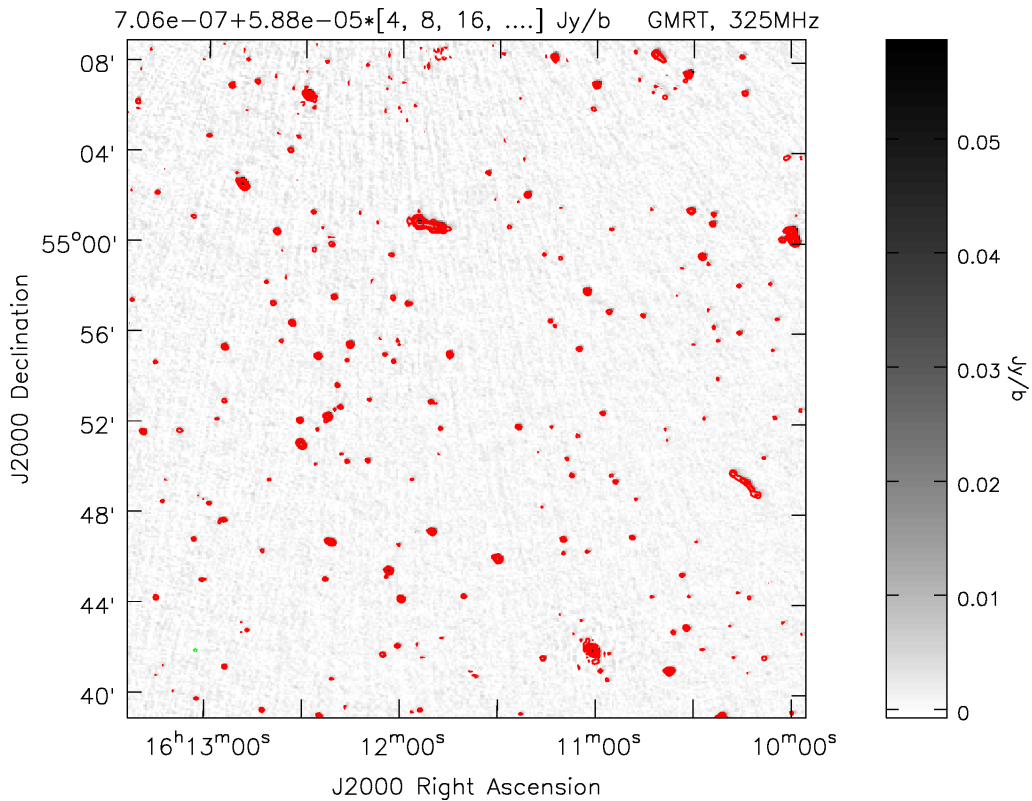 7.06e-07+5.88e-05*[4, 8, 16, ....] Jy/b GMRT, 325MHz
08'
04'
55°00'
56'
52'
48'
44'
40'
J2000 Declination
16ʰ13ᵐ00ˢ 12ᵐ00ˢ 11ᵐ00ˢ 10ᵐ00ˢ
J2000 Right Ascension
0.05
0.04
0.03
0.02
0.01
0
Jy/b